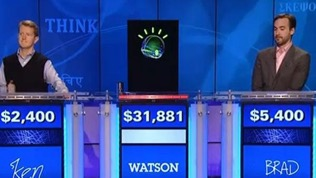 THINK
$2,400
$31,881
$5,400
Ken
WATSON
BRAD